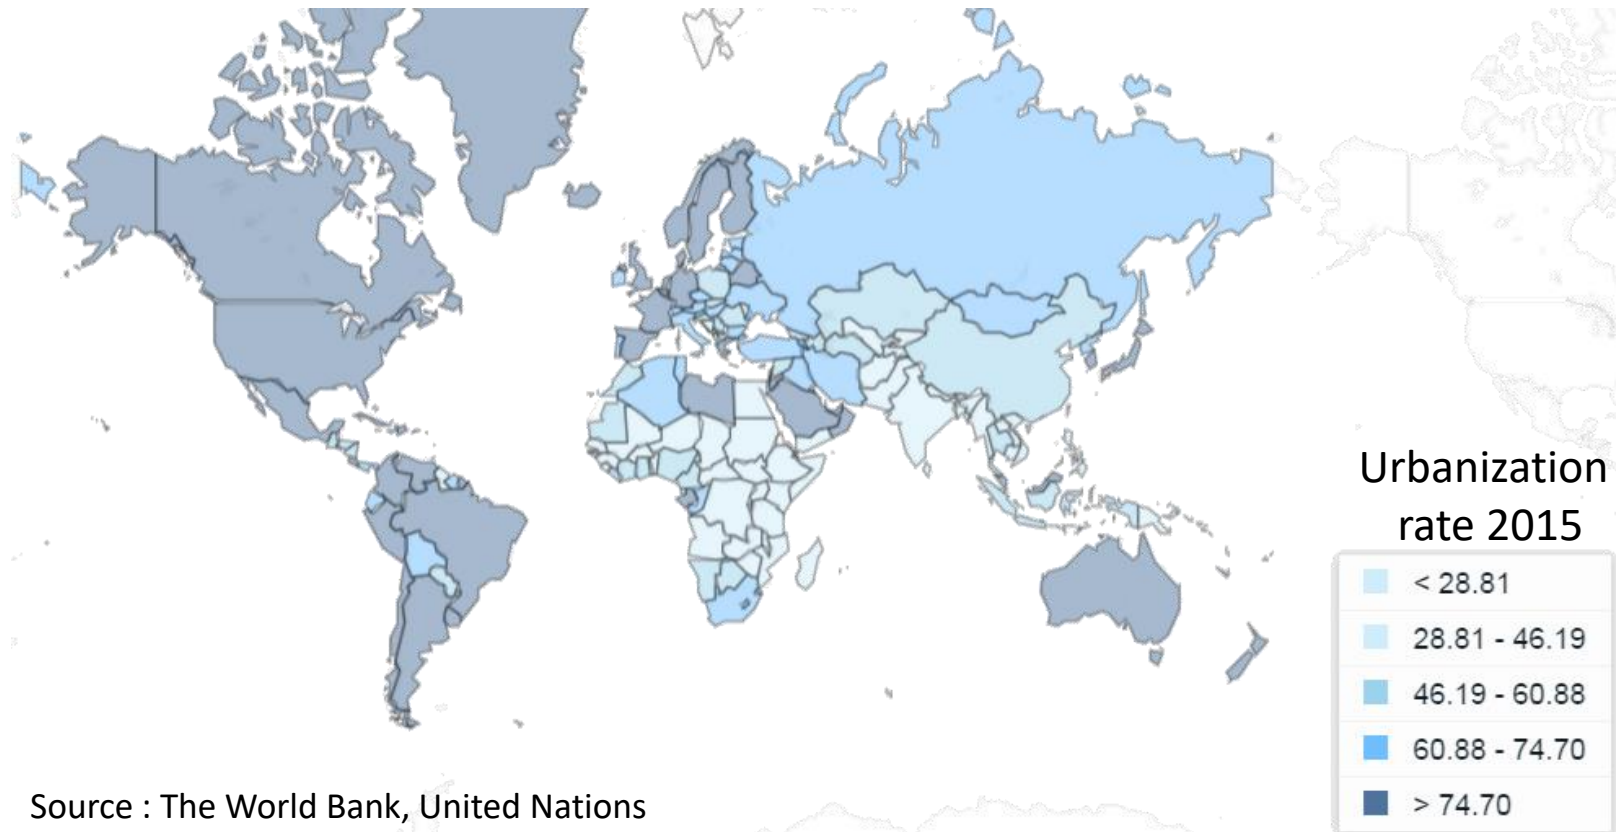 Urbanization
rate 2015
< 28.81
28.81 - 46.19
46.19 - 60.88
60.88 - 74.70
> 74.70
Source : The World Bank, United Nations